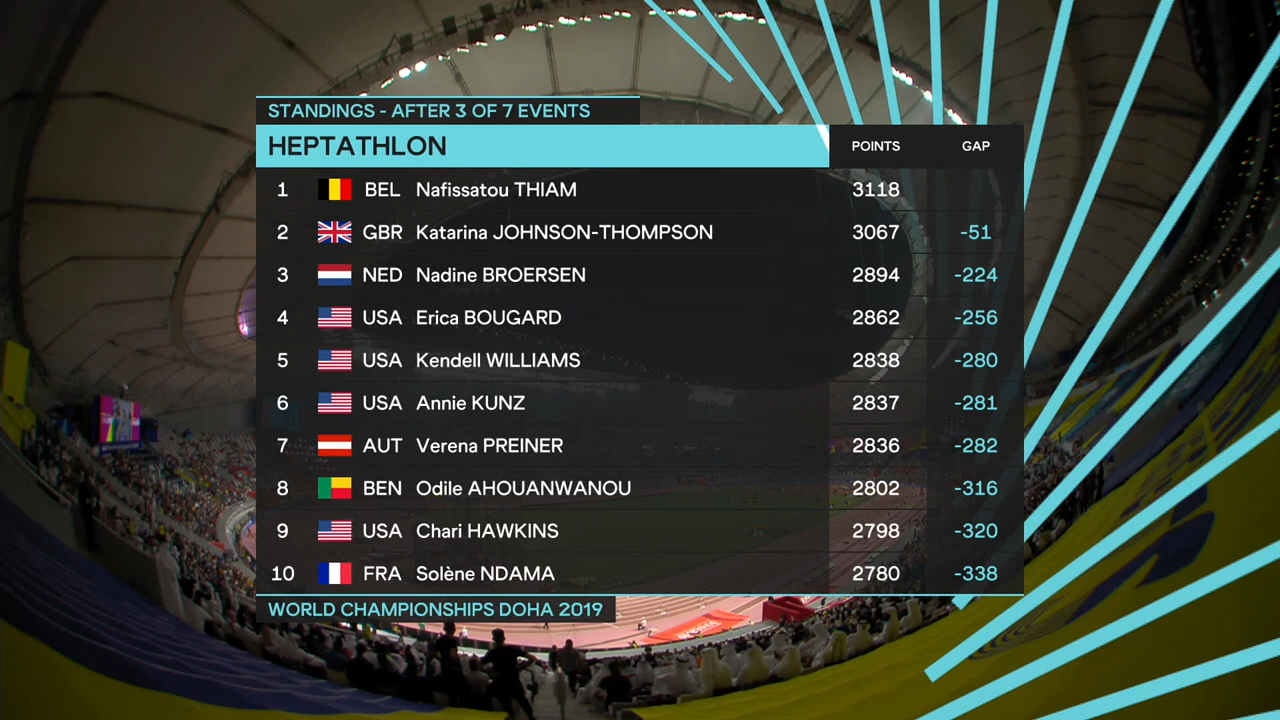 STANDINGS - AFTER 3 OF 7 EVENTS
HEPTATHLON POINTS GAP
1 BEL Nafissatou THIAM 3118
2 GBR Katarina JOHNSON-THOMPSON 3067 -51
3 NED Nadine BROERSEN 2894 -224
4 USA Erica BOUGARD 2862 -256
5 USA Kendell WILLIAMS 2838 -280
6 USA Annie KUNZ 2837 -281
7 AUT Verena PREINER 2836 -282
8 BEN Odile AHOUANWANOU 2802 -316
9 USA Chari HAWKINS 2798 -320
10 FRA Solène NDAMA 2780 -338
WORLD CHAMPIONSHIPS DOHA 2019